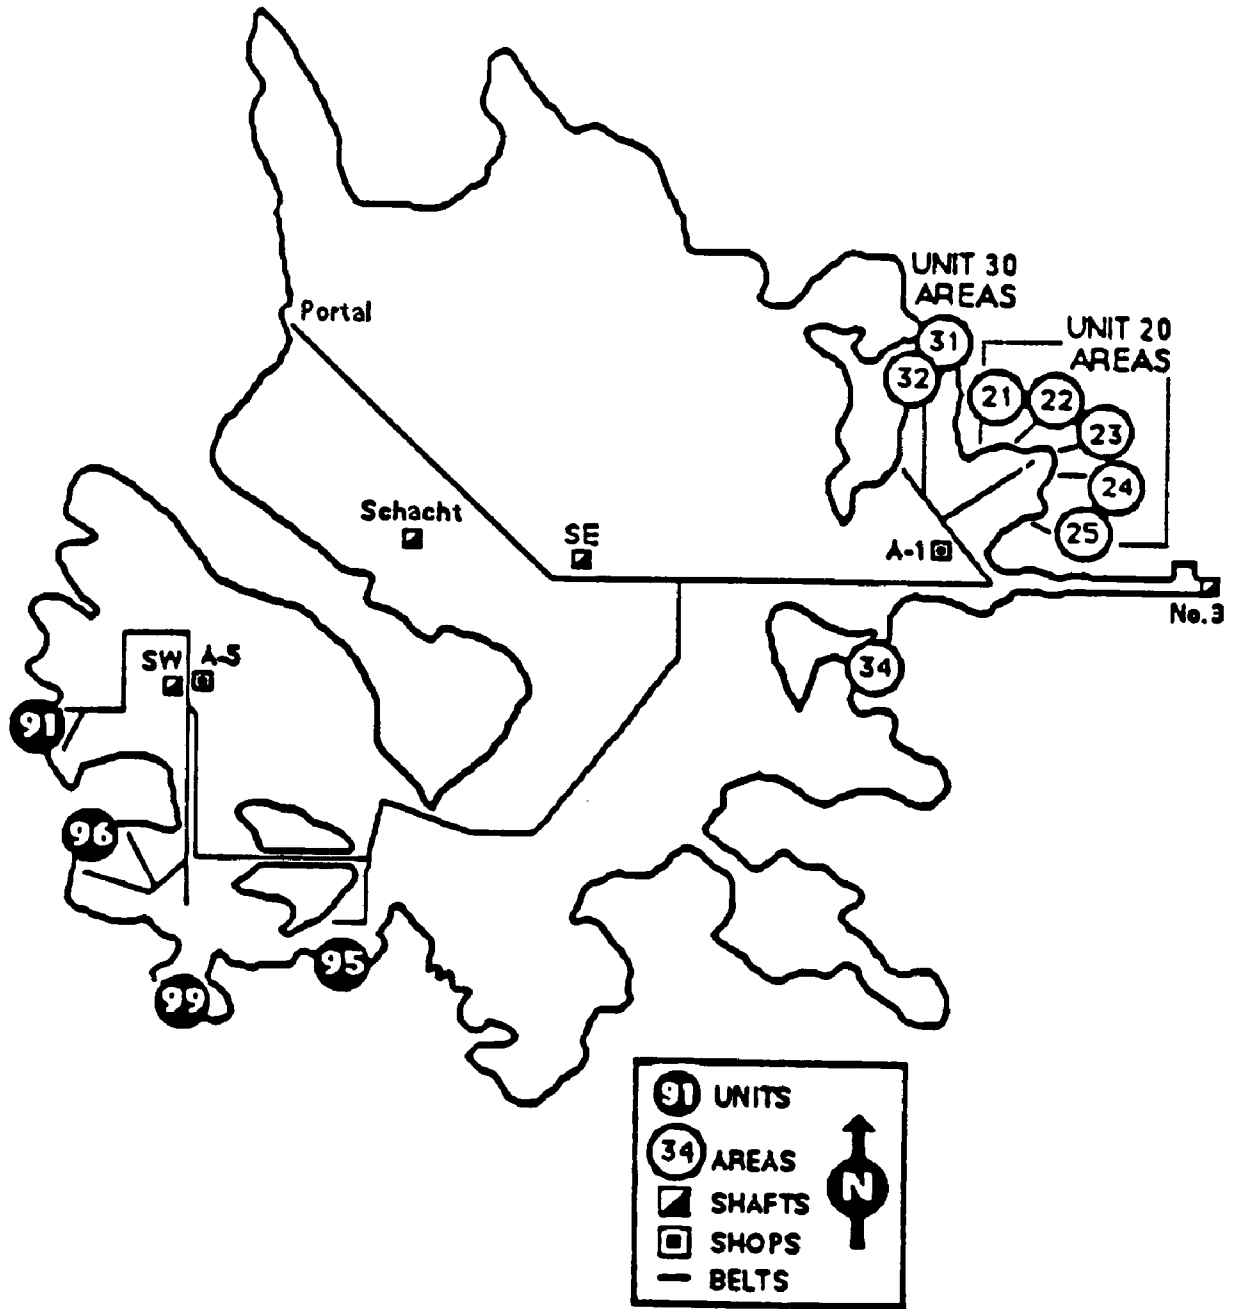 UNIT 30
AREAS
Portal
31
UNIT 20
AREAS
32
21
22
23
24
25
Schacht
SE
A-1
No.3
34
SW
A-5
91
96
95
99
91 UNITS
34 AREAS
SHAFTS
SHOPS
BELTS
N